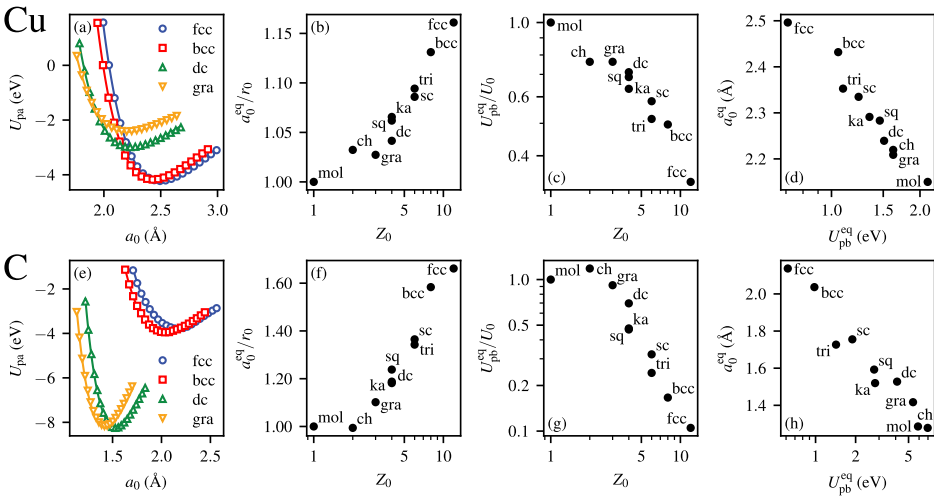 Cu
(a)
fcc
bcc
dc
gra
0
−2
−4
U_pa (eV)
2.0
2.5
3.0
a_0 (Å)
(b)
fcc
bcc
tri
sc
ka
sq
dc
ch
gra
mol
1.15
1.10
1.05
1.00
a_0^eq/r_0
1
5
10
Z_0
(c)
mol
ch
gra
dc
sq
ka
sc
tri
bcc
fcc
1.0
0.6
0.4
U_pb^eq/U_0
1
5
10
Z_0
(d)
fcc
bcc
tri
sc
ka
sq
dc
ch
gra
mol
2.5
2.4
2.3
2.2
a_0^eq (Å)
1.0
1.5
2.0
U_pb^eq (eV)
C
(e)
fcc
bcc
dc
gra
−2
−4
−6
−8
U_pa (eV)
1.5
2.0
2.5
a_0 (Å)
(f)
fcc
bcc
sc
tri
sq
dc
ka
gra
mol
ch
1.60
1.40
1.20
1.00
a_0^eq/r_0
1
5
10
Z_0
(g)
mol
ch
gra
dc
ka
sq
sc
tri
bcc
fcc
1.0
0.5
0.2
0.1
U_pb^eq/U_0
1
5
10
Z_0
(h)
fcc
bcc
sc
tri
sq
dc
ka
gra
ch
mol
2.0
1.8
1.6
1.4
a_0^eq (Å)
1
2
5
U_pb^eq (eV)